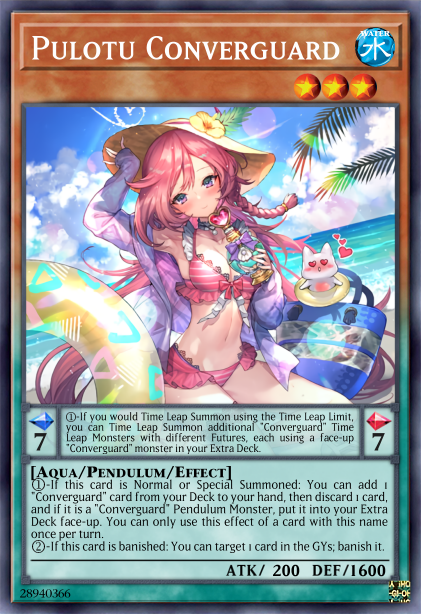 Pulotu Converguard
WATER
水
7
①-If you would Time Leap Summon using the Time Leap Limit,
you can Time Leap Summon additional "Converguard" Time
Leap Monsters with different Futures, each using a face-up
"Converguard" monster in your Extra Deck.
7
[Aqua/Pendulum/Effect]
①-If this card is Normal or Special Summoned: You can add 1
"Converguard" card from your Deck to your hand, then discard 1 card,
and if it is a "Converguard" Pendulum Monster, put it into your Extra
Deck face-up. You can only use this effect of a card with this name
once per turn.
②-If this card is banished: You can target 1 card in the GYs; banish it.
ATK/ 200 DEF/1600
28940366